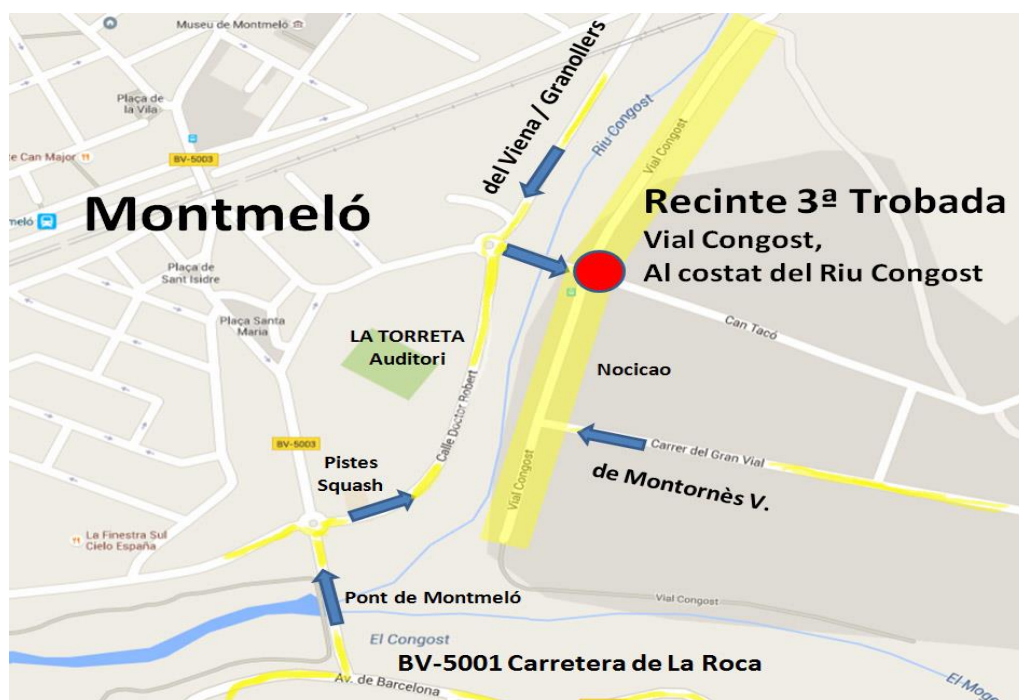 Museu de Montmeló
Plaça de
la Vila
te Can Major
BV-5003
meló
Montmeló
del Viena / Granollers
Riu Congost
Vial Congost
Recinte 3ª Trobada
Vial Congost,
Al costat del Riu Congost
Plaça de
Sant Isidre
Plaça Santa
Maria
LA TORRETA
Auditori
Can Tacó
Nocicao
Calle Doctor Robert
BV-5003
Carrer del Gran Vial
de Montornès V.
Pistes
Squash
Vial Congost
La Finestra Sul
Cielo España
Pont de Montmeló
Vial Congost
El Congost
BV-5001 Carretera de La Roca
Av. de Barcelona
El Moge